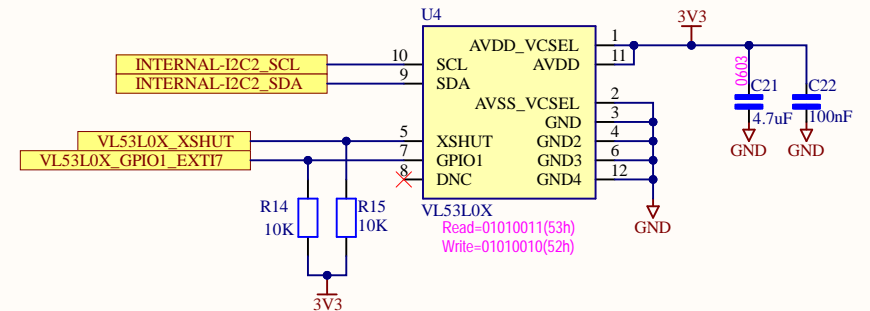 U4
3V3
AVDD_VCSEL 1
INTERNAL-I2C2_SCL 10 SCL AVDD 11
INTERNAL-I2C2_SDA 9 SDA
0603 C21 C22
AVSS_VCSEL 2
4.7uF 100nF
GND 3
VL53L0X_XSHUT 5 XSHUT GND2 4
GND GND
VL53L0X_GPIO1_EXTI7 7 GPIO1 GND3 6
8 DNC GND4 12
R14 R15 VL53L0X
10K 10K Read=01010011(53h) GND
Write=01010010(52h)
3V3